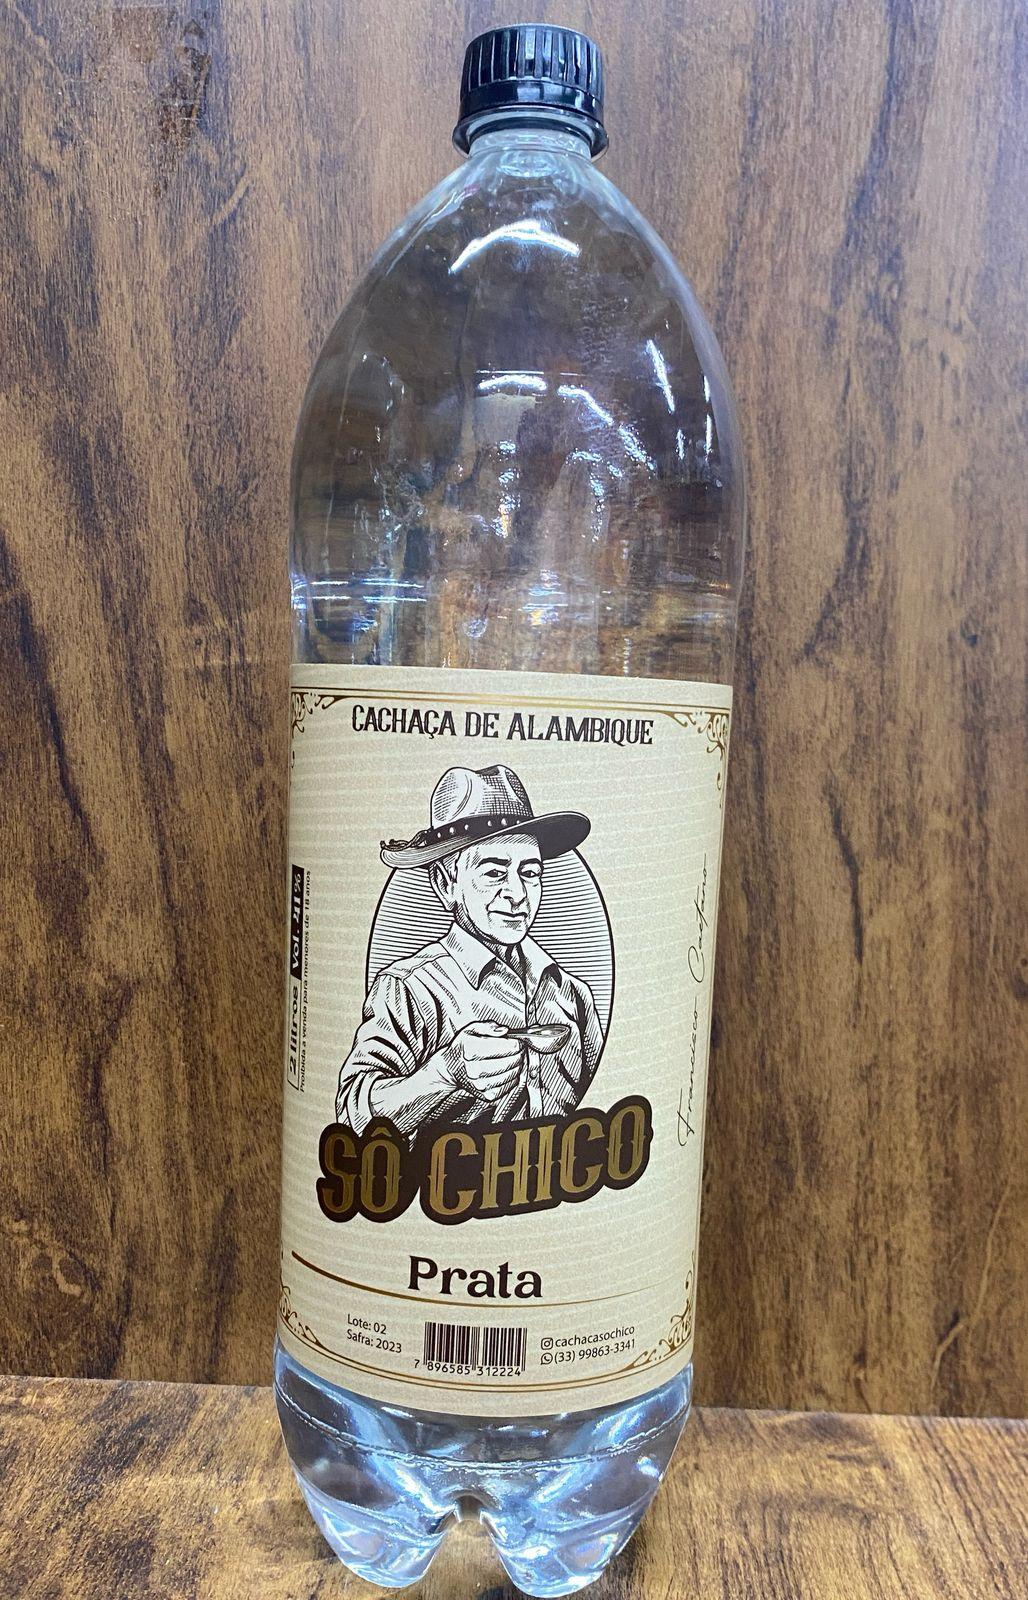 CACHAÇA DE ALAMBIQUE
2 litros Vol. 41%
Proibida a venda para menores de 18 anos
Francisco Caetano
SÔ CHICO
Prata
Lote: 02
Safra: 2023
7 896585 312224
cachacasochico
(33) 99863-3341